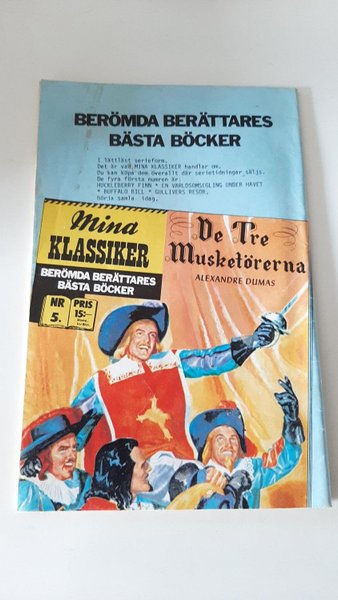 BERÖMDA BERÄTTARES
BÄSTA BÖCKER
I lättläst serieform.
Det är vad MINA KLASSIKER handlar om.
Du kan köpa dem överallt där serietidningar säljs.
De fyra första numren är:
HUCKLEBERRY FINN * EN VÄRLDSOMSEGLING UNDER HAVET
* BUFFALO BILL * GULLIVERS RESOR.
Börja samla idag.
Mina
KLASSIKER
BERÖMDA BERÄTTARES
BÄSTA BÖCKER
NR
5.
PRIS
15:-
De Tre
Musketörerna
ALEXANDRE DUMAS